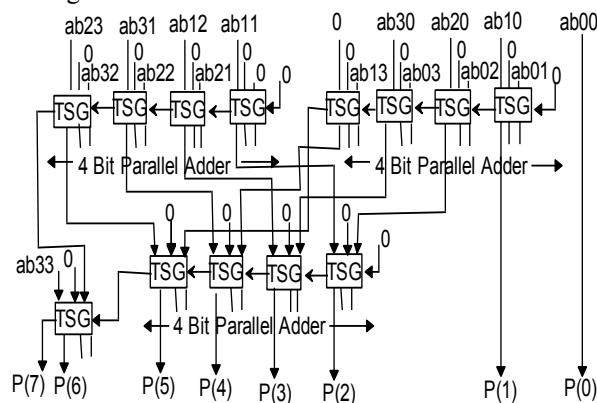 ab23 ab31 ab12 ab11 0 ab30 ab20 ab10 ab00
0 0 0 0 0 0 0
ab32 ab22 ab21 0 0 ab13 ab03 ab02 ab01 0
TSG TSG TSG TSG TSG TSG TSG TSG
4 Bit Parallel Adder 4 Bit Parallel Adder
0 0 0 0
0
ab33 0 TSG TSG TSG TSG
TSG 4 Bit Parallel Adder
P(7) P(6) P(5) P(4) P(3) P(2) P(1) P(0)